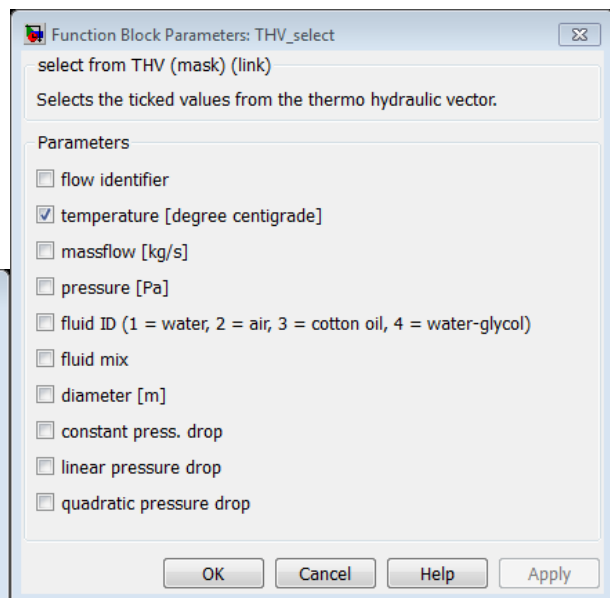 Function Block Parameters: THV_select
select from THV (mask) (link)
Selects the ticked values from the thermo hydraulic vector.
Parameters
flow identifier
temperature [degree centigrade]
massflow [kg/s]
pressure [Pa]
fluid ID (1 = water, 2 = air, 3 = cotton oil, 4 = water-glycol)
fluid mix
diameter [m]
constant press. drop
linear pressure drop
quadratic pressure drop
OK Cancel Help Apply